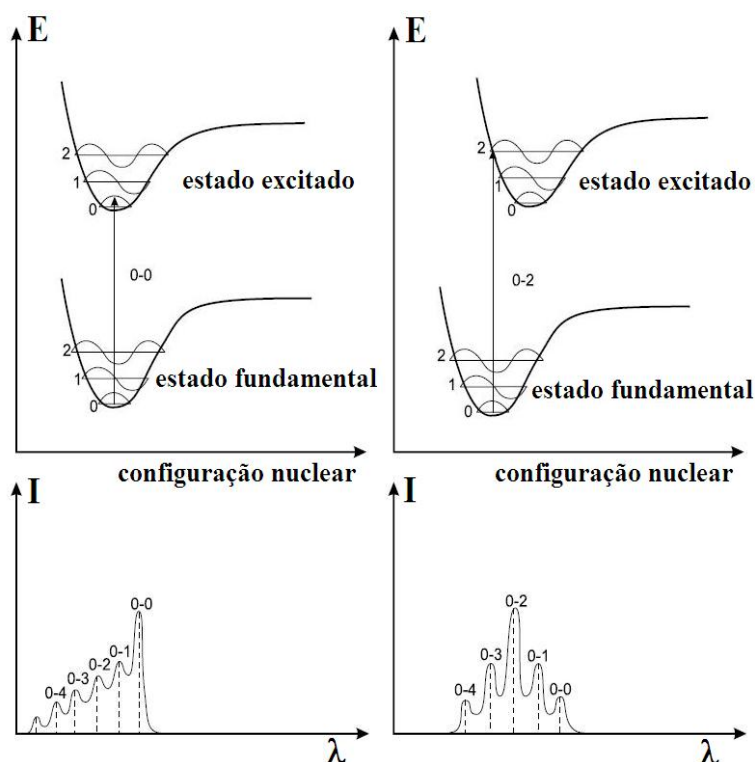 E
2
1
0
estado excitado
0-0
2
1
0
estado fundamental
configuração nuclear
E
2
1
0
estado excitado
0-2
2
1
0
estado fundamental
configuração nuclear
I
0-4
0-3
0-2
0-1
0-0
λ
I
0-4
0-3
0-2
0-1
0-0
λ